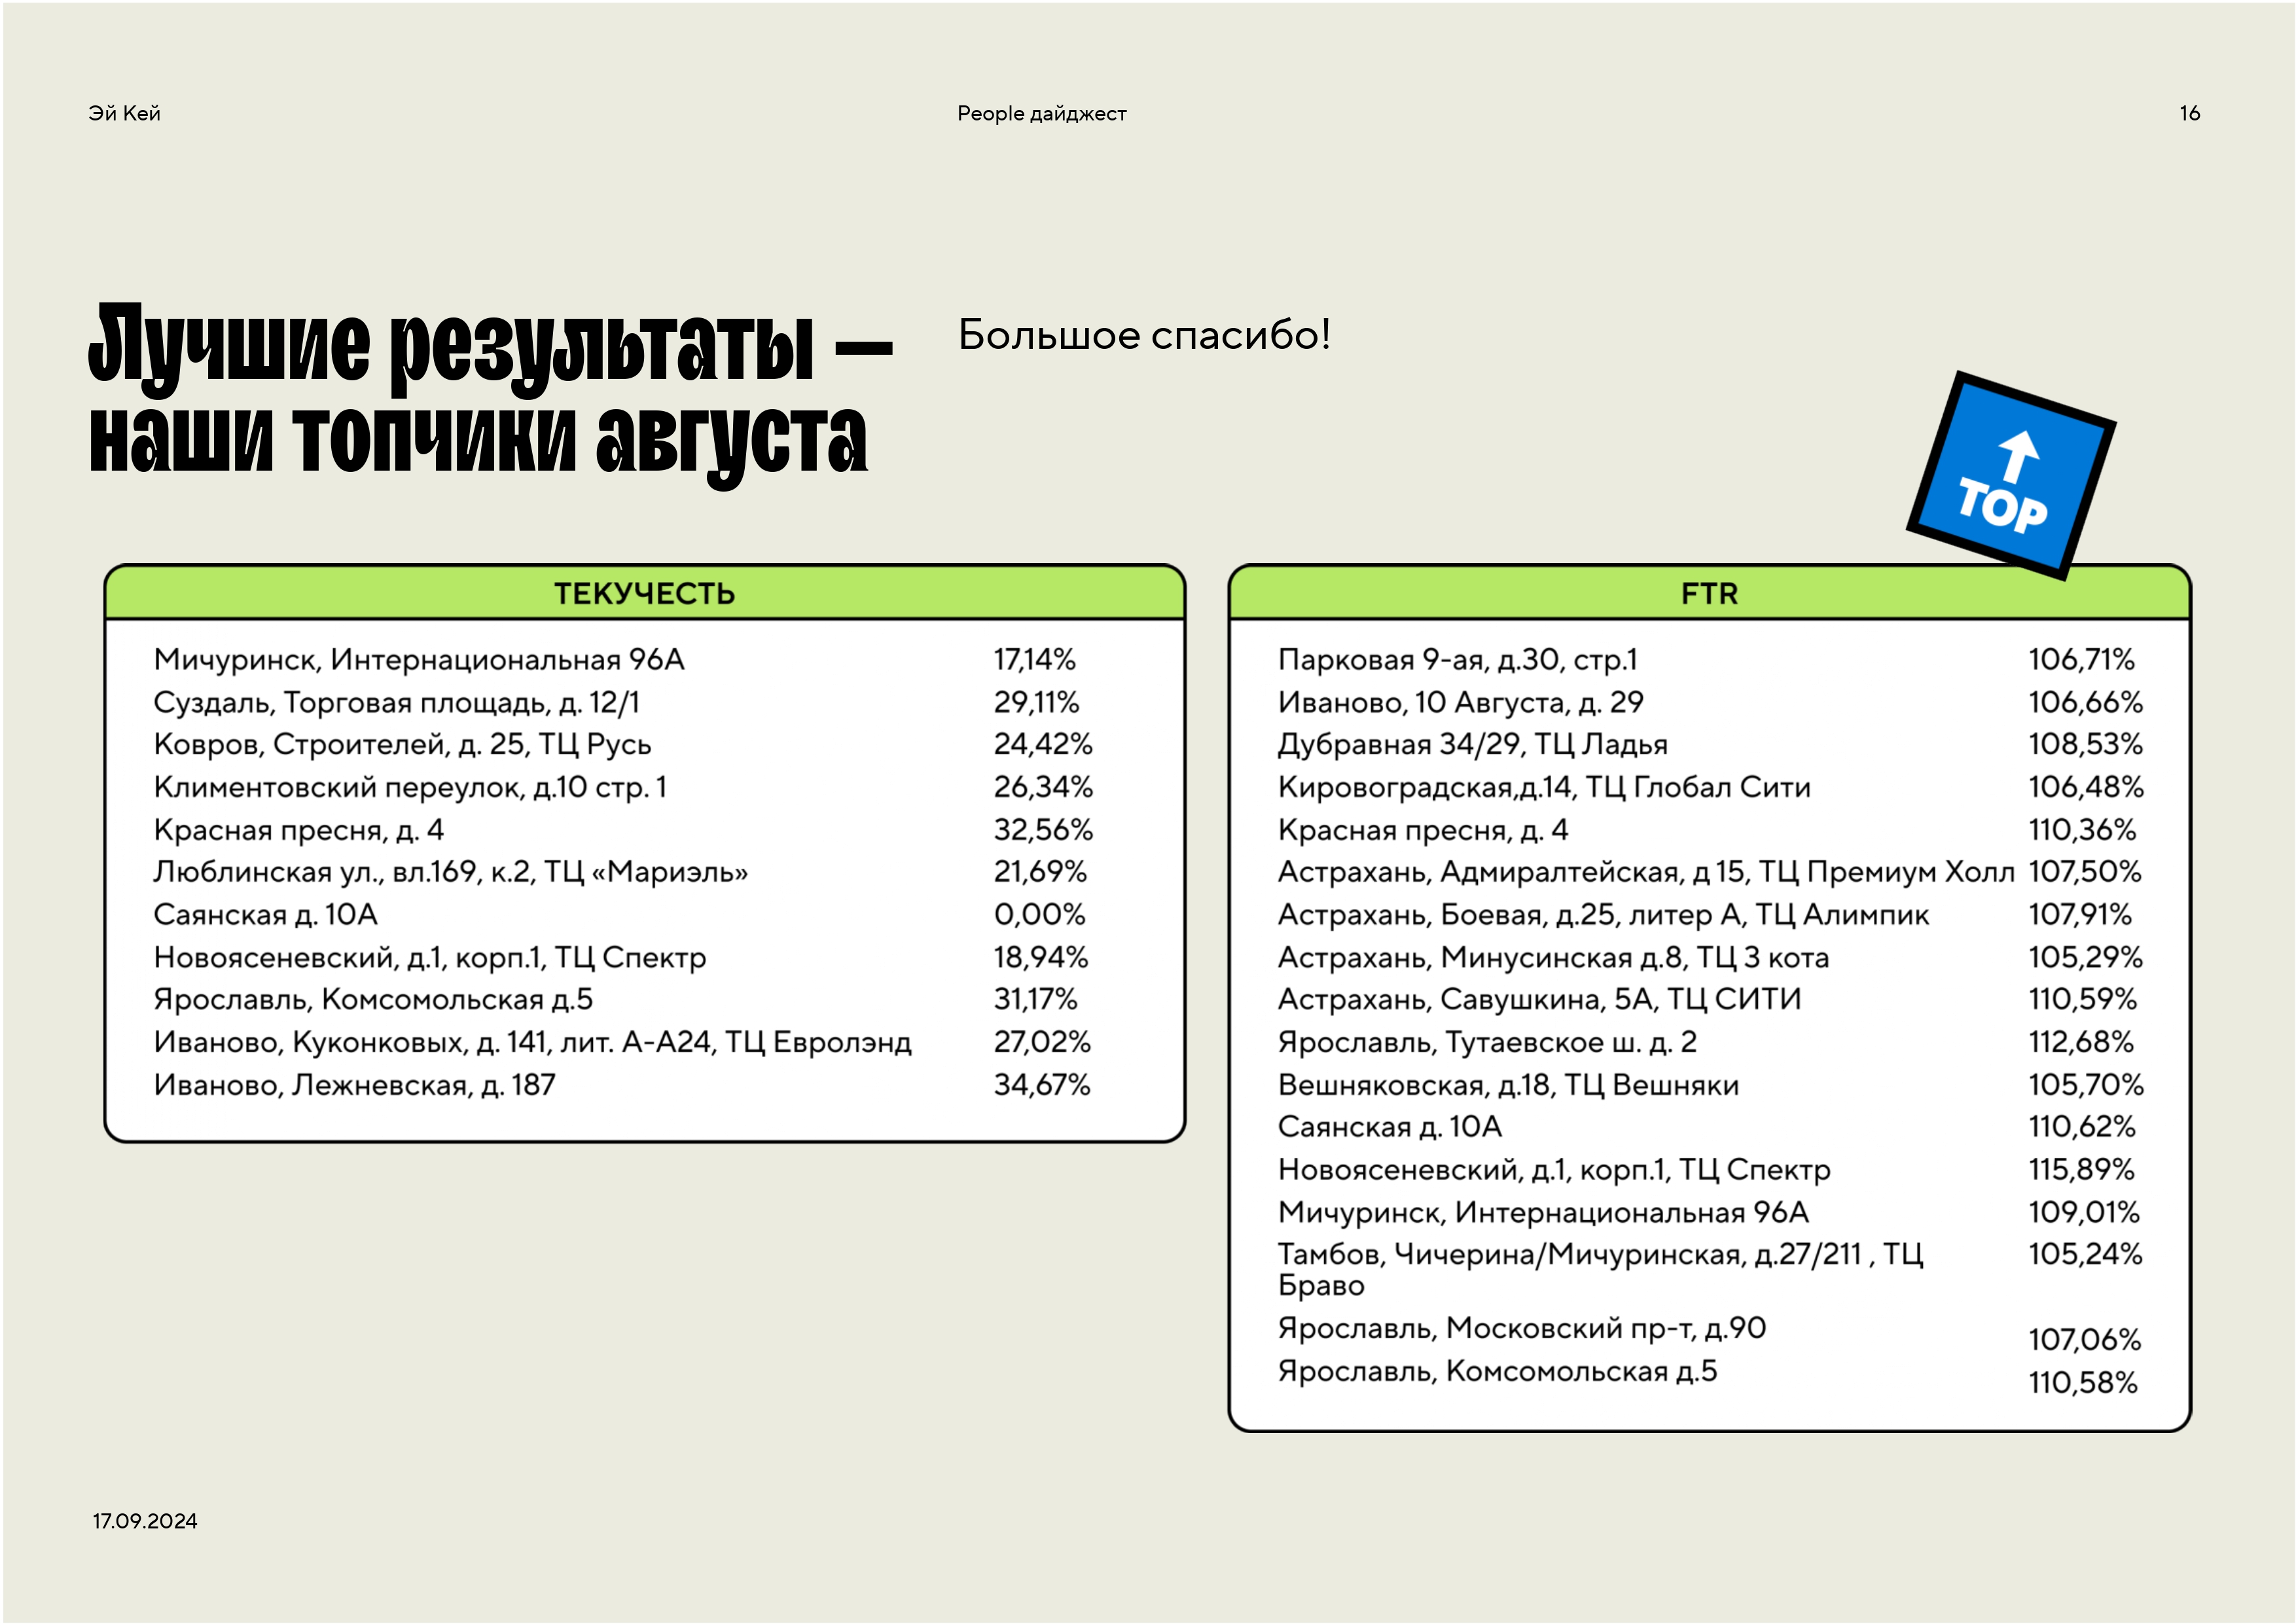 Эй Кей
People дайджест
16
Лучшие результаты —
наши топчики августа
Большое спасибо!
TOP
ТЕКУЧЕСТЬ
Мичуринск, Интернациональная 96А 17,14%
Суздаль, Торговая площадь, д. 12/1 29,11%
Ковров, Строителей, д. 25, ТЦ Русь 24,42%
Климентовский переулок, д.10 стр. 1 26,34%
Красная пресня, д. 4 32,56%
Люблинская ул., вл.169, к.2, ТЦ «Мариэль» 21,69%
Саянская д. 10А 0,00%
Новоясеневский, д.1, корп.1, ТЦ Спектр 18,94%
Ярославль, Комсомольская д.5 31,17%
Иваново, Куконковых, д. 141, лит. А-А24, ТЦ Евролэнд 27,02%
Иваново, Лежневская, д. 187 34,67%
FTR
Парковая 9-ая, д.30, стр.1 106,71%
Иваново, 10 Августа, д. 29 106,66%
Дубравная 34/29, ТЦ Ладья 108,53%
Кировоградская,д.14, ТЦ Глобал Сити 106,48%
Красная пресня, д. 4 110,36%
Астрахань, Адмиралтейская, д 15, ТЦ Премиум Холл 107,50%
Астрахань, Боевая, д.25, литер А, ТЦ Алимпик 107,91%
Астрахань, Минусинская д.8, ТЦ 3 кота 105,29%
Астрахань, Савушкина, 5А, ТЦ СИТИ 110,59%
Ярославль, Тутаевское ш. д. 2 112,68%
Вешняковская, д.18, ТЦ Вешняки 105,70%
Саянская д. 10А 110,62%
Новоясеневский, д.1, корп.1, ТЦ Спектр 115,89%
Мичуринск, Интернациональная 96А 109,01%
Тамбов, Чичерина/Мичуринская, д.27/211 , ТЦ 105,24%
Браво
Ярославль, Московский пр-т, д.90 107,06%
Ярославль, Комсомольская д.5 110,58%
17.09.2024